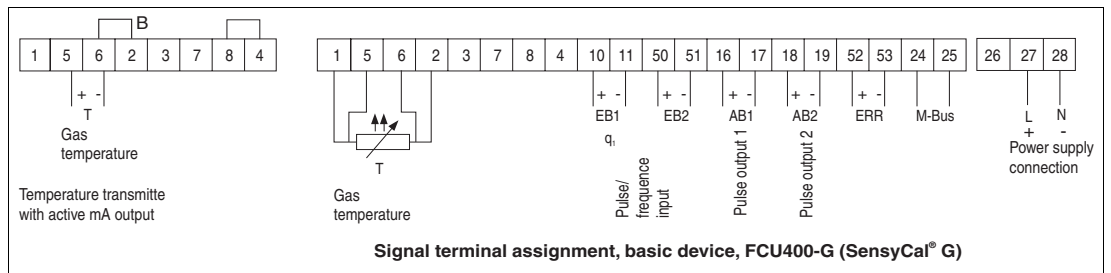 B
1 5 6 2 3 7 8 4
+ -
T
Gas
temperature
Temperature transmitte
with active mA output
1 5 6 2 3 7 8 4 10 11 50 51 16 17 18 19 52 53 24 25 26 27 28
T
Gas
temperature
+ - + - + - + - + -
EB1 EB2 AB1 AB2 ERR M-Bus
q₁
Pulse/
frequence
input
Pulse output 1
Pulse output 2
L N
+ -
Power supply
connection
Signal terminal assignment, basic device, FCU400-G (SensyCal® G)